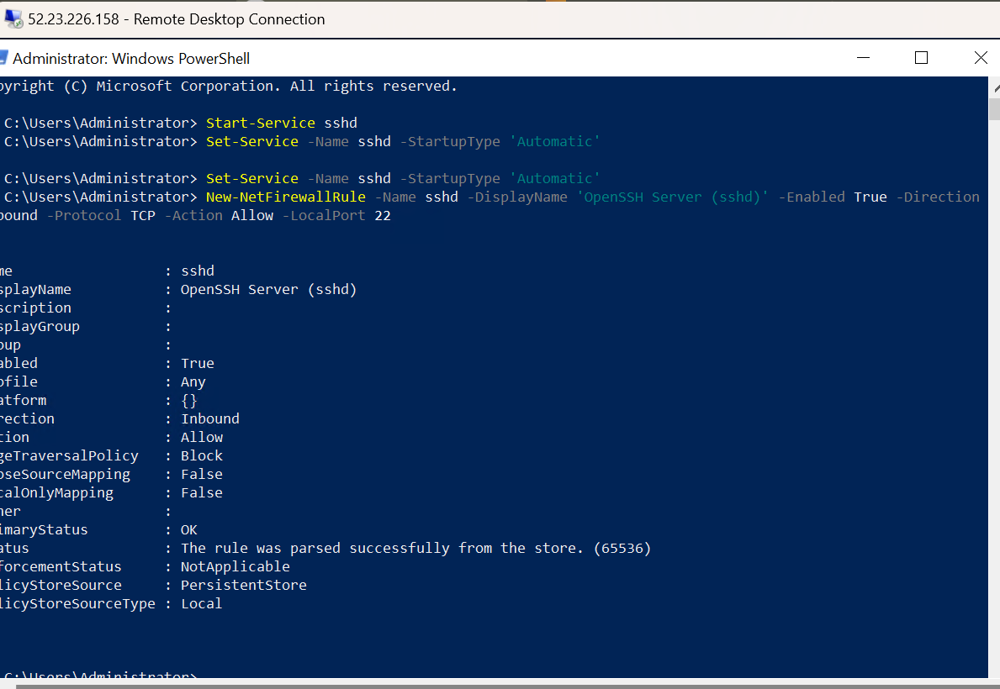 52.23.226.158 - Remote Desktop Connection
Administrator: Windows PowerShell
pyright (C) Microsoft Corporation. All rights reserved.
C:\Users\Administrator> Start-Service sshd
C:\Users\Administrator> Set-Service -Name sshd -StartupType 'Automatic'
C:\Users\Administrator> Set-Service -Name sshd -StartupType 'Automatic'
C:\Users\Administrator> New-NetFirewallRule -Name sshd -DisplayName 'OpenSSH Server (sshd)' -Enabled True -Direction
bound -Protocol TCP -Action Allow -LocalPort 22
me : sshd
splayName : OpenSSH Server (sshd)
scription :
splayGroup :
oup :
abled : True
ofile : Any
atform : {}
rection : Inbound
tion : Allow
geTraversalPolicy : Block
oseSourceMapping : False
calOnlyMapping : False
ner :
imaryStatus : OK
atus : The rule was parsed successfully from the store. (65536)
forcementStatus : NotApplicable
licyStoreSource : PersistentStore
licyStoreSourceType : Local
C:\Users\Administrator>